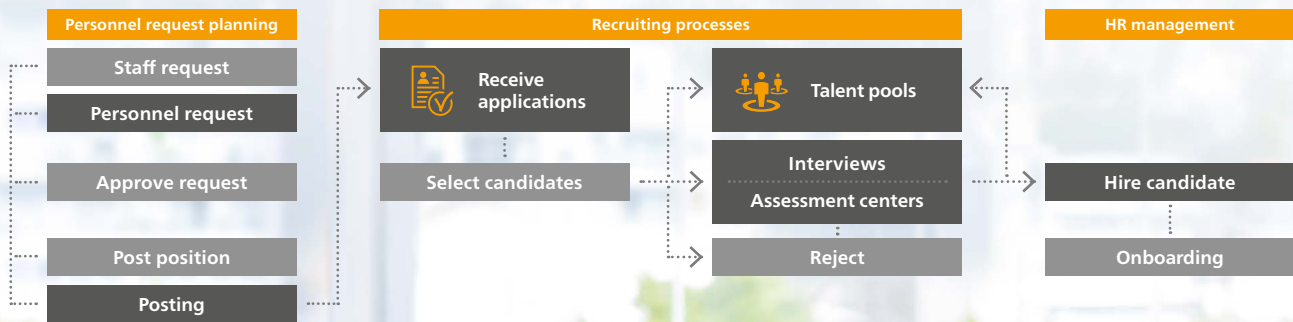 Personnel request planning
Staff request
Personnel request
Approve request
Post position
Posting
Recruiting processes
Receive
applications
Select candidates
Talent pools
Interviews
Assessment centers
Reject
HR management
Hire candidate
Onboarding